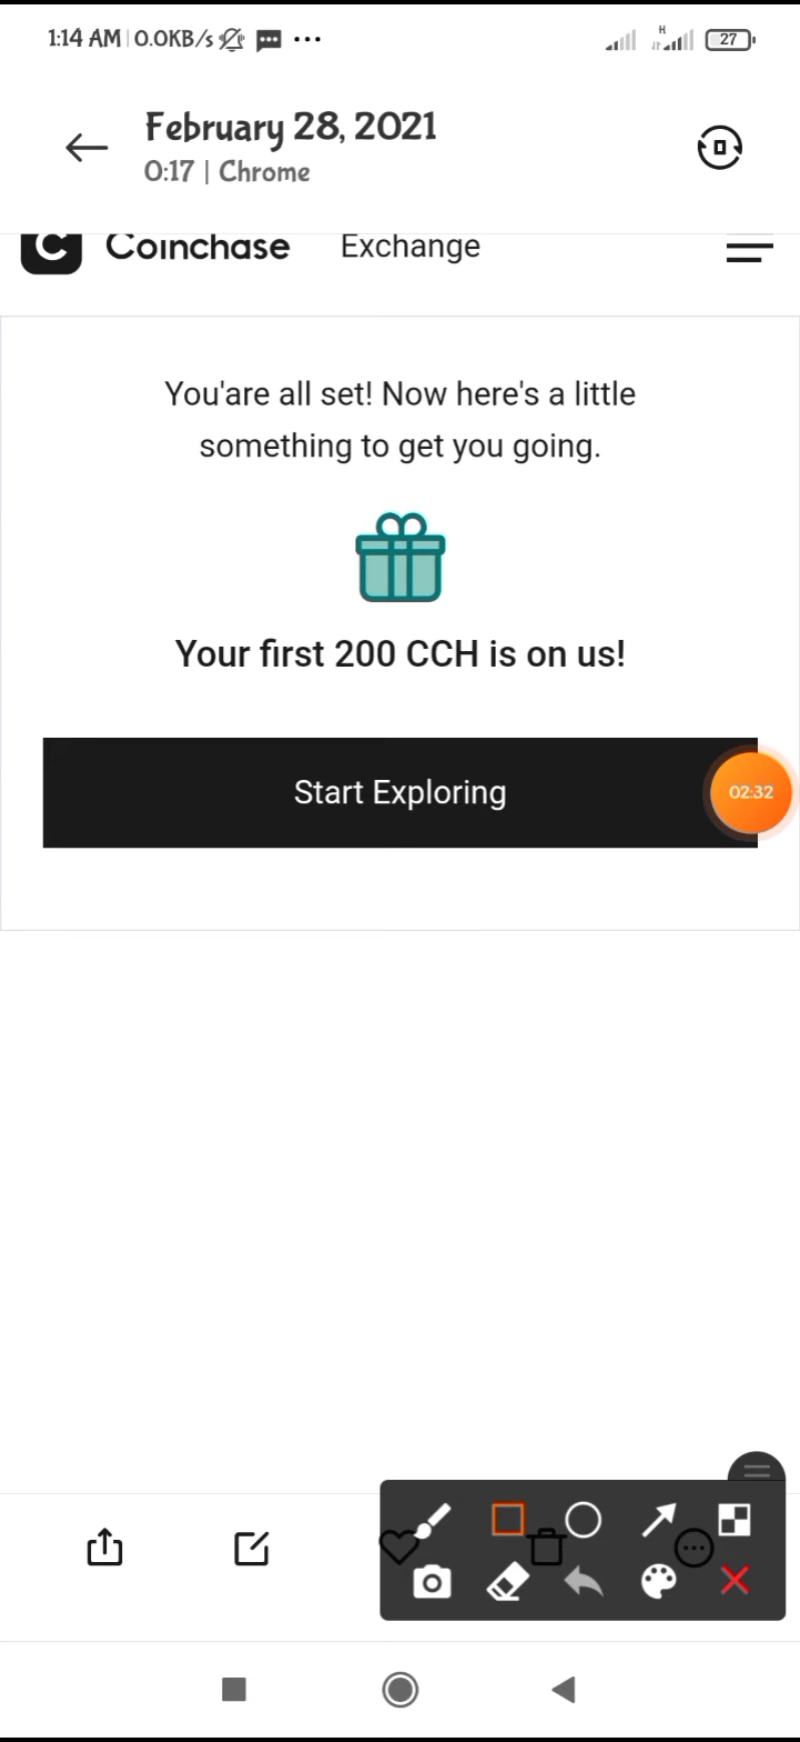 1:14 AM | 0.0KB/s
H
27
February 28, 2021
0:17 | Chrome
C Coinchase Exchange
You'are all set! Now here's a little
something to get you going.
Your first 200 CCH is on us!
Start Exploring
02:32